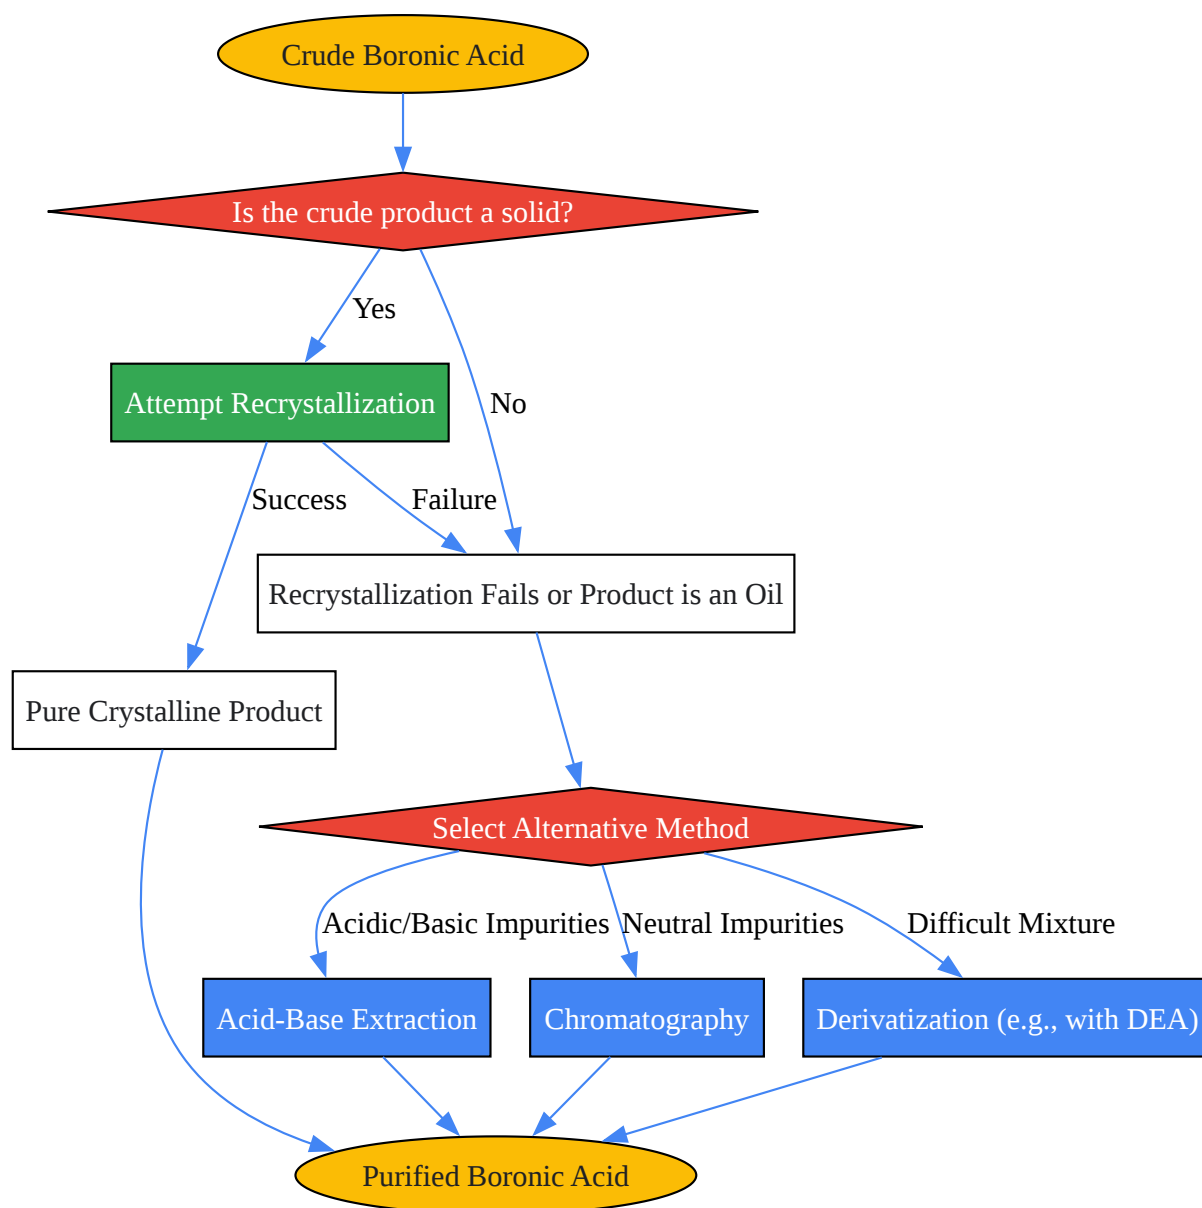 Crude Boronic Acid
Is the crude product a solid?
Yes
Attempt Recrystallization
No
Success
Failure
Recrystallization Fails or Product is an Oil
Pure Crystalline Product
Select Alternative Method
Acidic/Basic Impurities
Neutral Impurities
Difficult Mixture
Acid-Base Extraction
Chromatography
Derivatization (e.g., with DEA)
Purified Boronic Acid